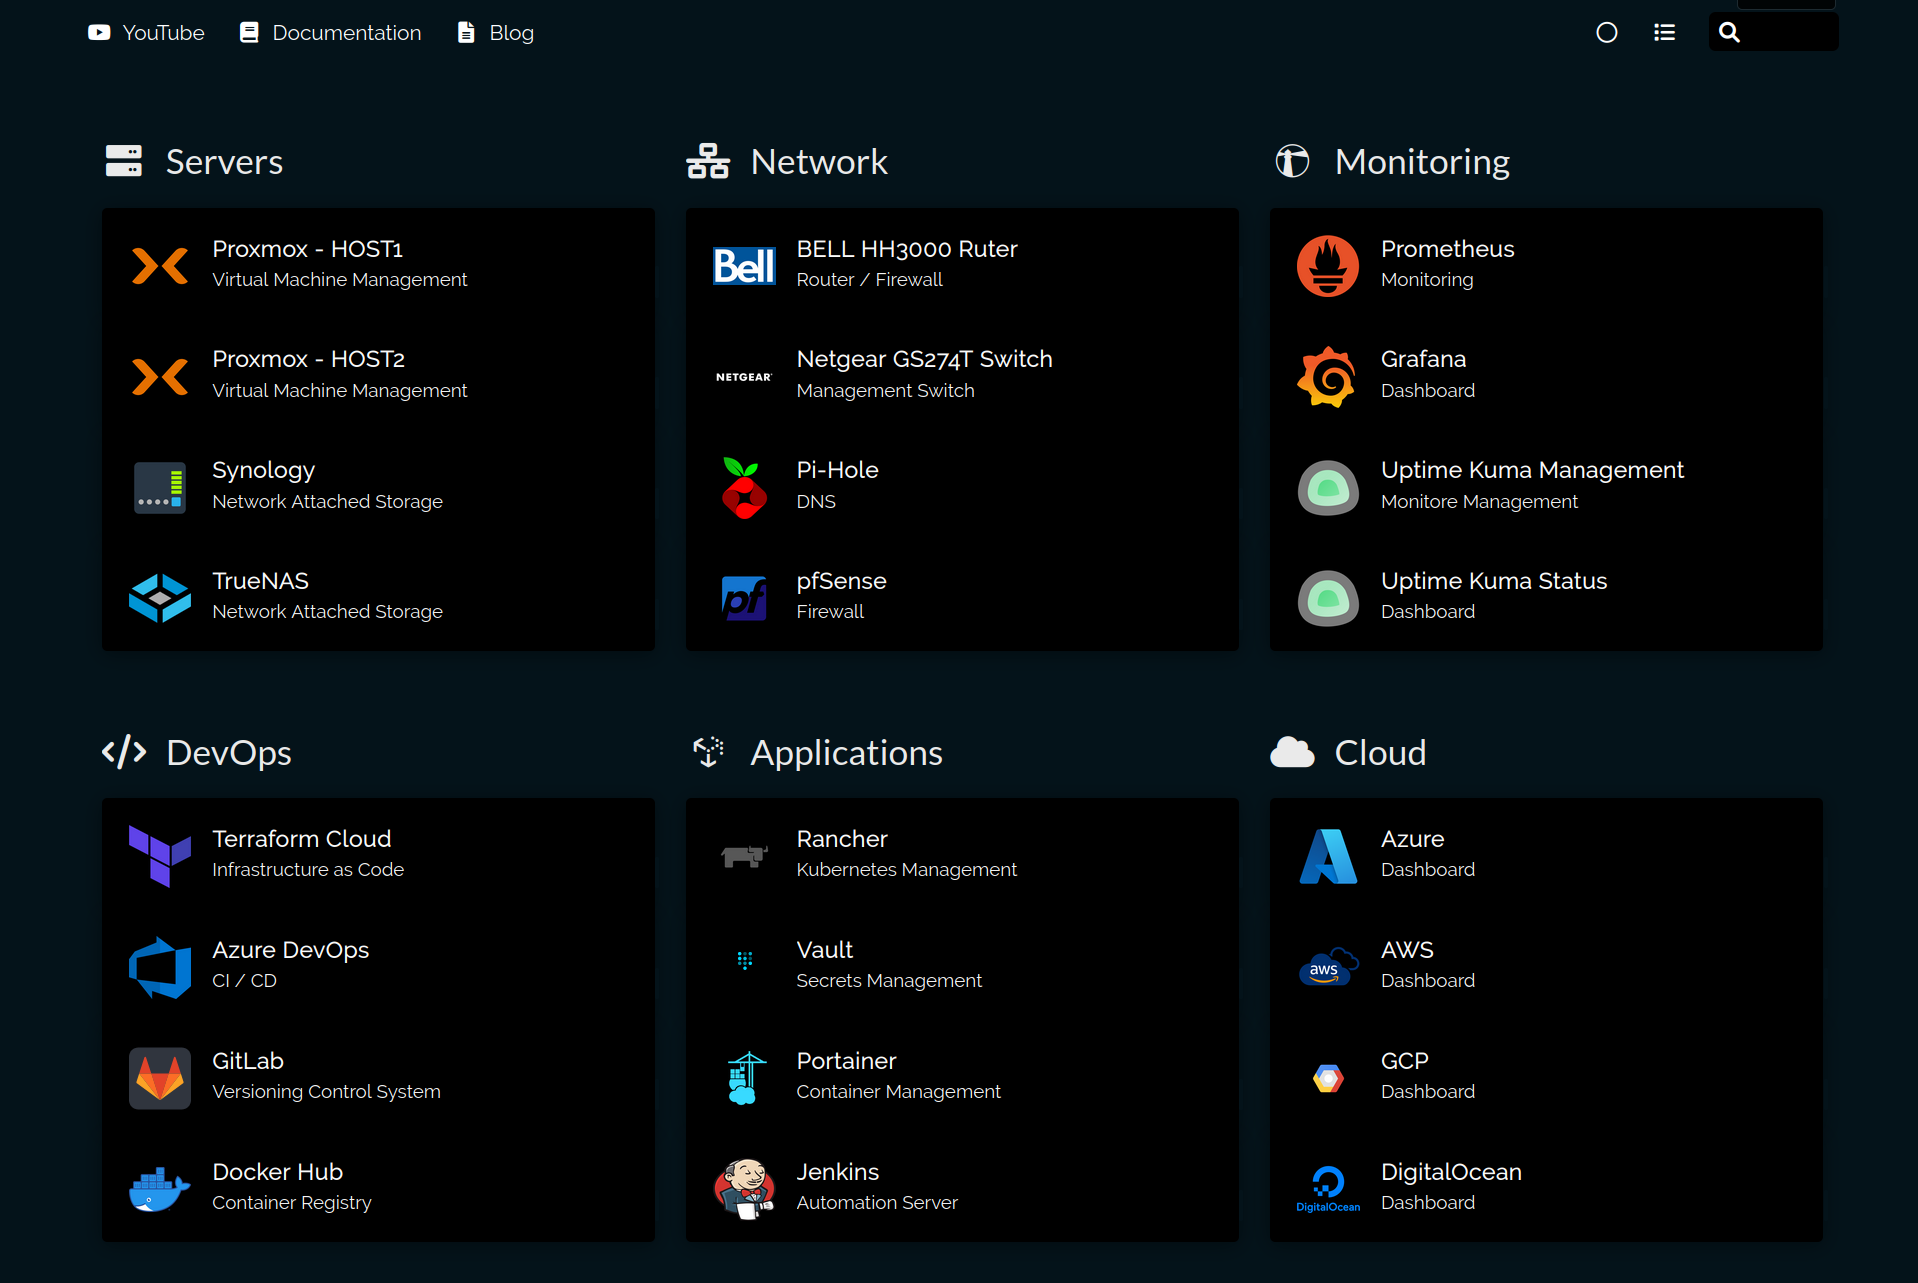 YouTube
Documentation
Blog
Servers
Proxmox - HOST1
Virtual Machine Management
Proxmox - HOST2
Virtual Machine Management
Synology
Network Attached Storage
TrueNAS
Network Attached Storage
Network
Bell
BELL HH3000 Ruter
Router / Firewall
NETGEAR
Netgear GS274T Switch
Management Switch
Pi-Hole
DNS
pf
pfSense
Firewall
Monitoring
Prometheus
Monitoring
Grafana
Dashboard
Uptime Kuma Management
Monitore Management
Uptime Kuma Status
Dashboard
DevOps
Terraform Cloud
Infrastructure as Code
Azure DevOps
CI / CD
GitLab
Versioning Control System
Docker Hub
Container Registry
Applications
Rancher
Kubernetes Management
Vault
Secrets Management
Portainer
Container Management
Jenkins
Automation Server
Cloud
Azure
Dashboard
aws
AWS
Dashboard
GCP
Dashboard
DigitalOcean
DigitalOcean
Dashboard